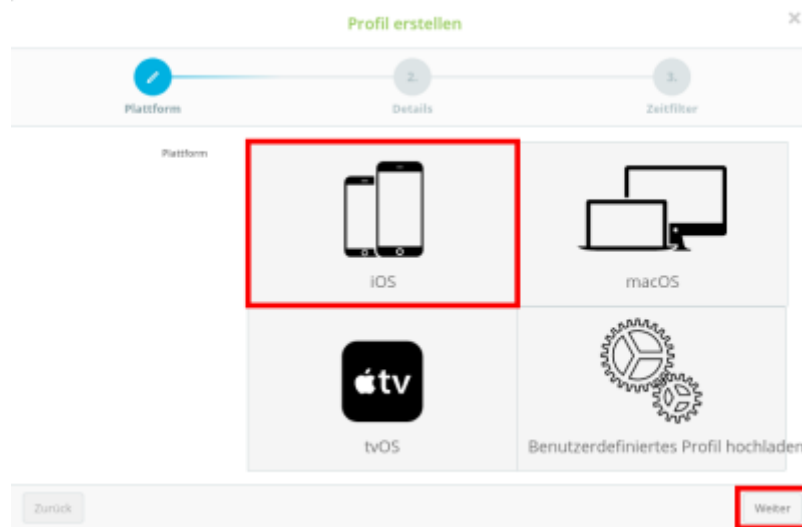 Profil erstellen
×
2.
3.
Plattform
Details
Zeitfilter
Plattform
iOS
macOS
tv
tvOS
Benutzerdefiniertes Profil hochladen
Zurück
Weiter